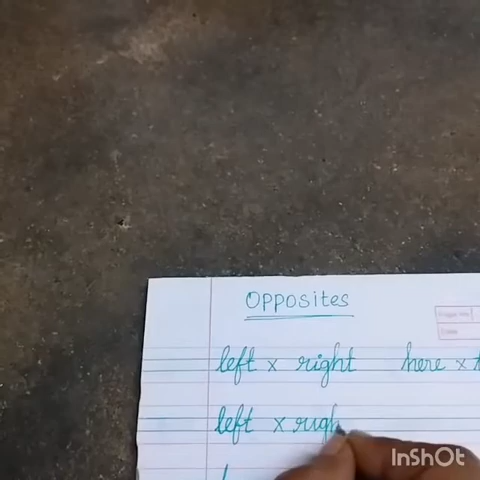 Opposites
left x right here x
left x righ
InShOt